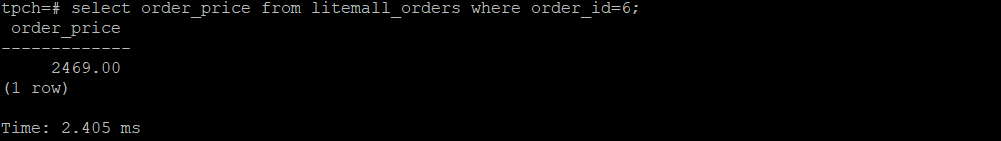 tpch=# select order_price from litemall_orders where order_id=6;
 order_price
-------------
     2469.00
(1 row)

Time: 2.405 ms